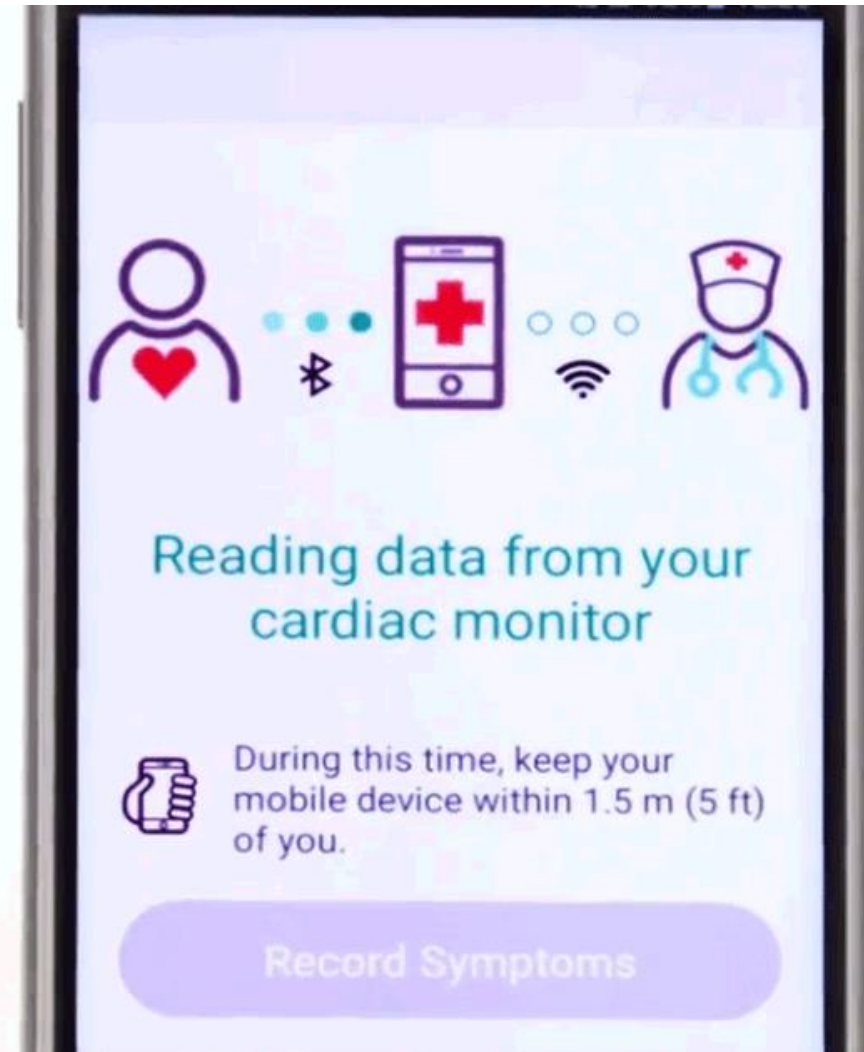 Reading data from your
cardiac monitor
During this time, keep your
mobile device within 1.5 m (5 ft)
of you.
Record Symptoms